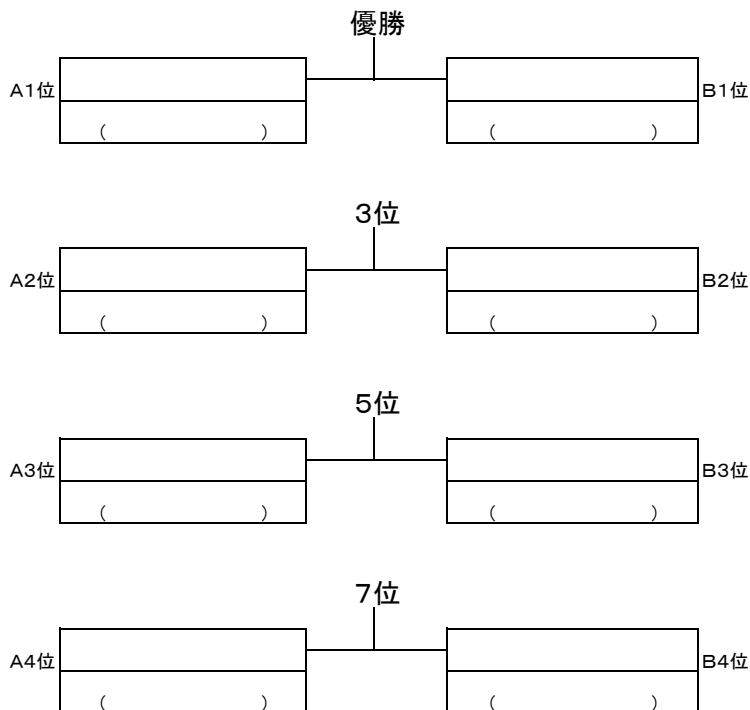 優勝
A1位 B1位
( ) ( )
3位
A2位 B2位
( ) ( )
5位
A3位 B3位
( ) ( )
7位
A4位 B4位
( ) ( )